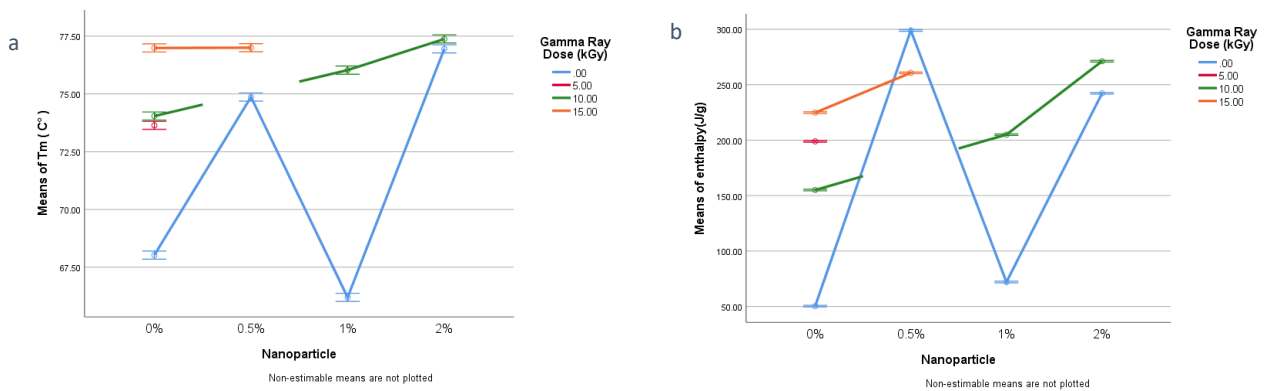 a
77.50
75.00
72.50
70.00
67.50
Means of Tm ( C° )
0%
0.5%
1%
2%
Nanoparticle
Non-estimable means are not plotted
Gamma Ray
Dose (kGy)
.00
5.00
10.00
15.00
b
300.00
250.00
200.00
150.00
100.00
50.00
Means of enthalpy(J/g)
0%
0.5%
1%
2%
Nanoparticle
Non-estimable means are not plotted
Gamma Ray
Dose (kGy)
.00
5.00
10.00
15.00